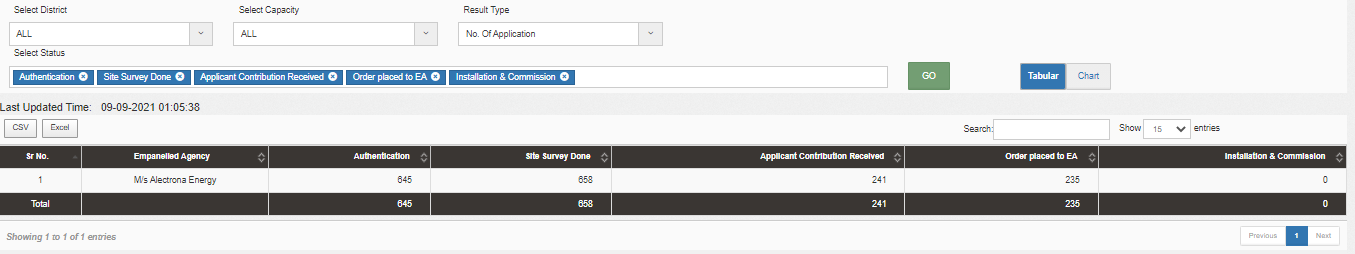 Select District Select Capacity Result Type
ALL ALL No. Of Application
Select Status
Authentication Site Survey Done Applicant Contribution Received Order placed to EA Installation & Commission GO Tabular Chart
Last Updated Time: 09-09-2021 01:05:38
CSV Excel Search: Show 15 entries
Sr No. Empanelled Agency Authentication Site Survey Done Applicant Contribution Received Order placed to EA Installation & Commission
1 M/s Alectrona Energy 645 658 241 235 0
Total 645 658 241 235 0
Showing 1 to 1 of 1 entries Previous 1 Next